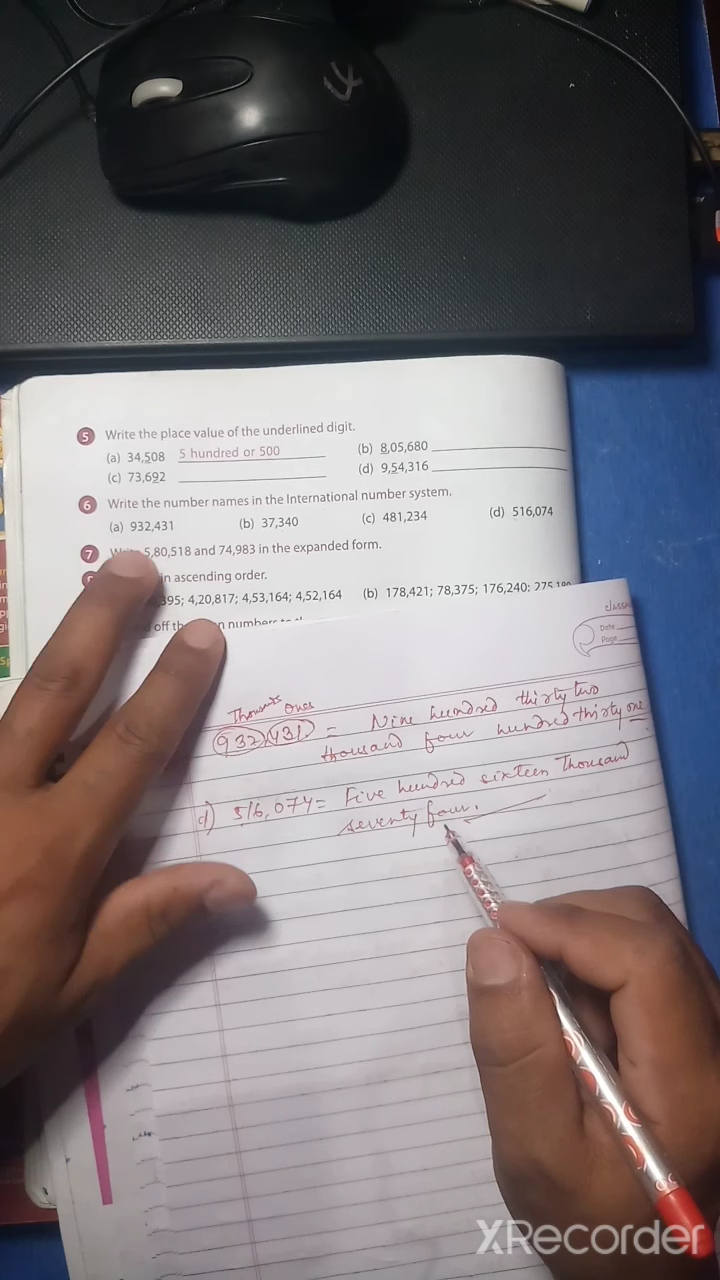 5 Write the place value of the underlined digit.
(a) 34,508 5 hundred or 500 (b) 8,05,680
(c) 73,692 (d) 9,54,316
6 Write the number names in the International number system.
(a) 932,431 (b) 37,340 (c) 481,234 (d) 516,074
7 5,80,518 and 74,983 in the expanded form.
in ascending order.
395; 4,20,817; 4,53,164; 4,52,164 (b) 178,421; 78,375; 176,240;
off
Date
Page
Thousands Ones
932,431 = Nine hundred thirty two
thousand four hundred thirty one
d) 516,074 = Five hundred sixteen Thousand
seventy four.
XRecorder